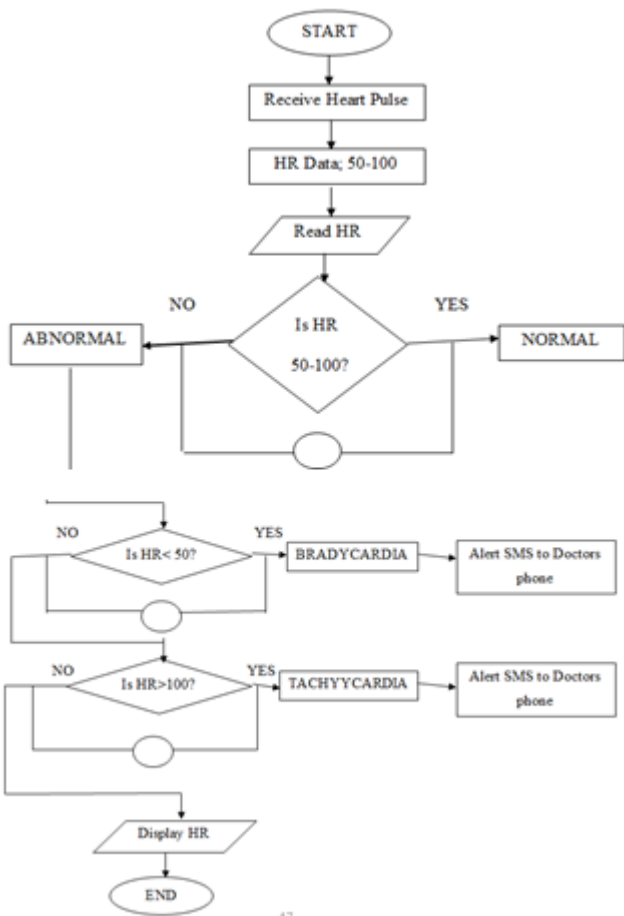 START
Receive Heart Pulse
HR Data; 50-100
Read HR
NO
YES
ABNORMAL
Is HR
50-100?
NORMAL
NO
YES
Is HR< 50?
BRADYCARDIA
Alert SMS to Doctors
phone
NO
YES
Is HR>100?
TACHYYCARDIA
Alert SMS to Doctors
phone
Display HR
END